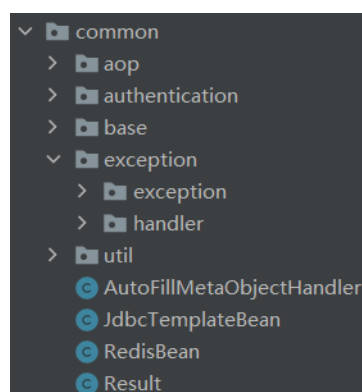 common
aop
authentication
base
exception
exception
handler
util
AutoFillMetaObjectHandler
JdbcTemplateBean
RedisBean
Result